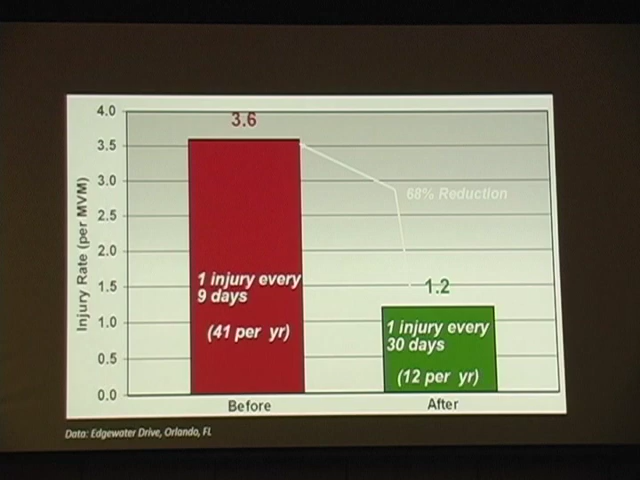 4.0
3.5
3.0
2.5
2.0
1.5
1.0
0.5
0.0
Injury Rate (per MVM)
3.6
68% Reduction
1.2
1 injury every
9 days
(41 per yr)
1 injury every
30 days
(12 per yr)
Before
After
Data: Edgewater Drive, Orlando, FL